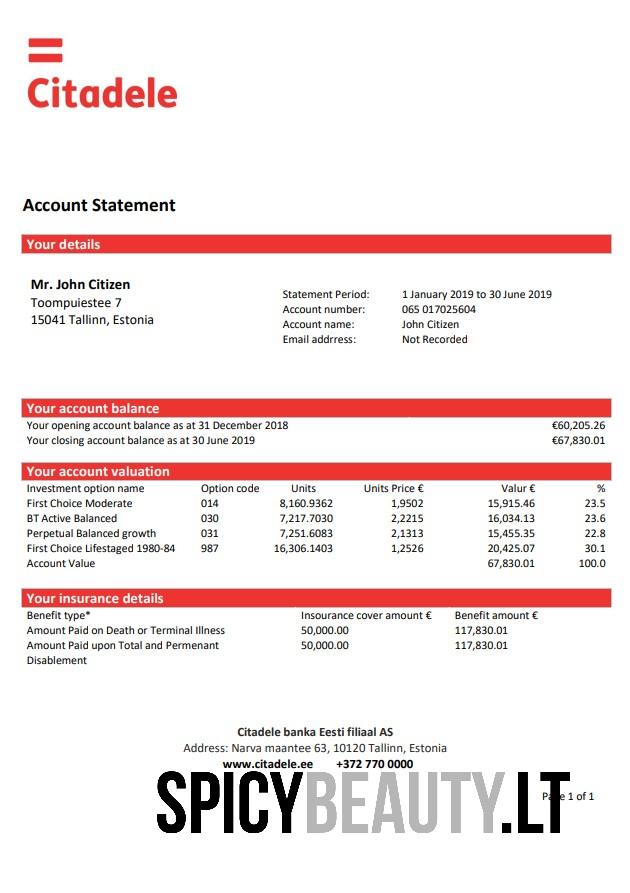 Citadele
Account Statement
Your details
Mr. John Citizen
Toompuiestee 7
15041 Tallinn, Estonia
Statement Period: 1 January 2019 to 30 June 2019
Account number: 065 017025604
Account name: John Citizen
Email addrress: Not Recorded
Your account balance
Your opening account balance as at 31 December 2018 €60,205.26
Your closing account balance as at 30 June 2019 €67,830.01
Your account valuation
Investment option name Option code Units Units Price € Valur € %
First Choice Moderate 014 8,160.9362 1,9502 15,915.46 23.5
BT Active Balanced 030 7,217.7030 2,2215 16,034.13 23.6
Perpetual Balanced growth 031 7,251.6083 2,1313 15,455.35 22.8
First Choice Lifestaged 1980-84 987 16,306.1403 1,2526 20,425.07 30.1
Account Value 67,830.01 100.0
Your insurance details
Benefit type* Insourance cover amount € Benefit amount €
Amount Paid on Death or Terminal Illness 50,000.00 117,830.01
Amount Paid upon Total and Permenant 50,000.00 117,830.01
Disablement
Citadele banka Eesti filiaal AS
Address: Narva maantee 63, 10120 Tallinn, Estonia
www.citadele.ee +372 770 0000
SPICYBEAUTY.LT
Page 1 of 1